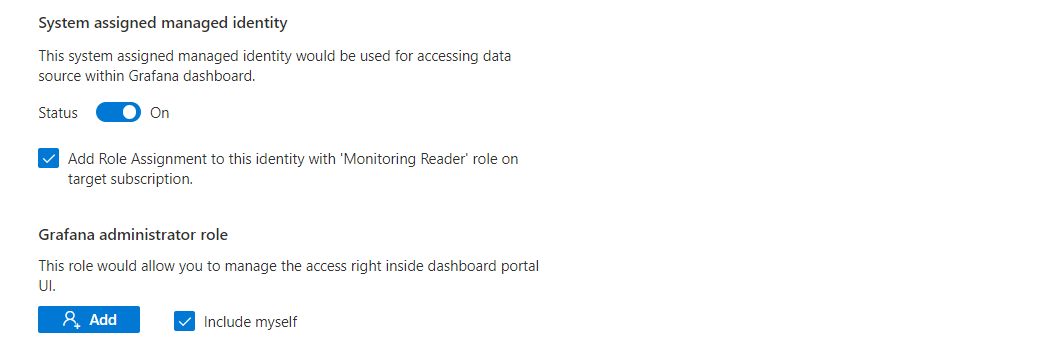 System assigned managed identity
This system assigned managed identity would be used for accessing data
source within Grafana dashboard.
Status On
Add Role Assignment to this identity with 'Monitoring Reader' role on
target subscription.
Grafana administrator role
This role would allow you to manage the access right inside dashboard portal
UI.
Add Include myself